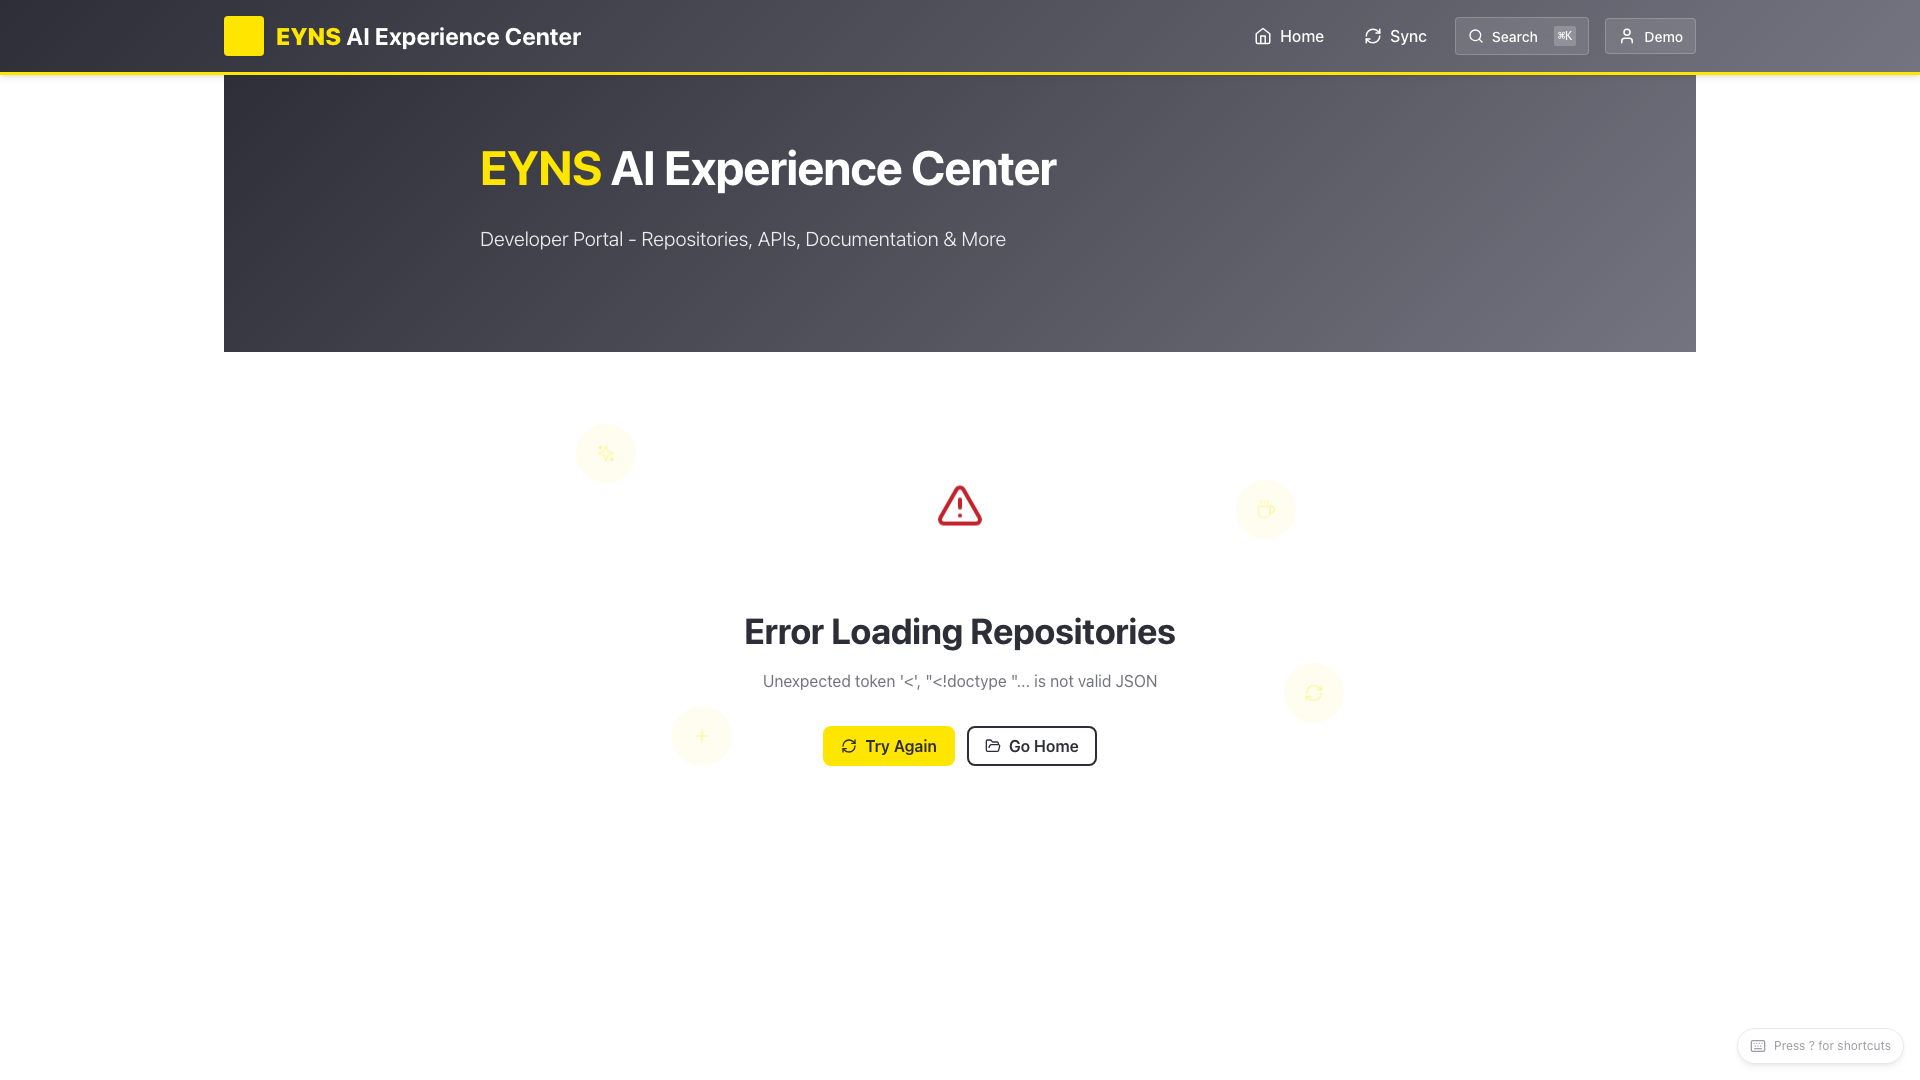 EYNS AI Experience Center
Home
Sync
Search ⌘K
Demo
EYNS AI Experience Center
Developer Portal - Repositories, APIs, Documentation & More
Error Loading Repositories
Unexpected token '<', "<!doctype "... is not valid JSON
Try Again
Go Home
Press ? for shortcuts